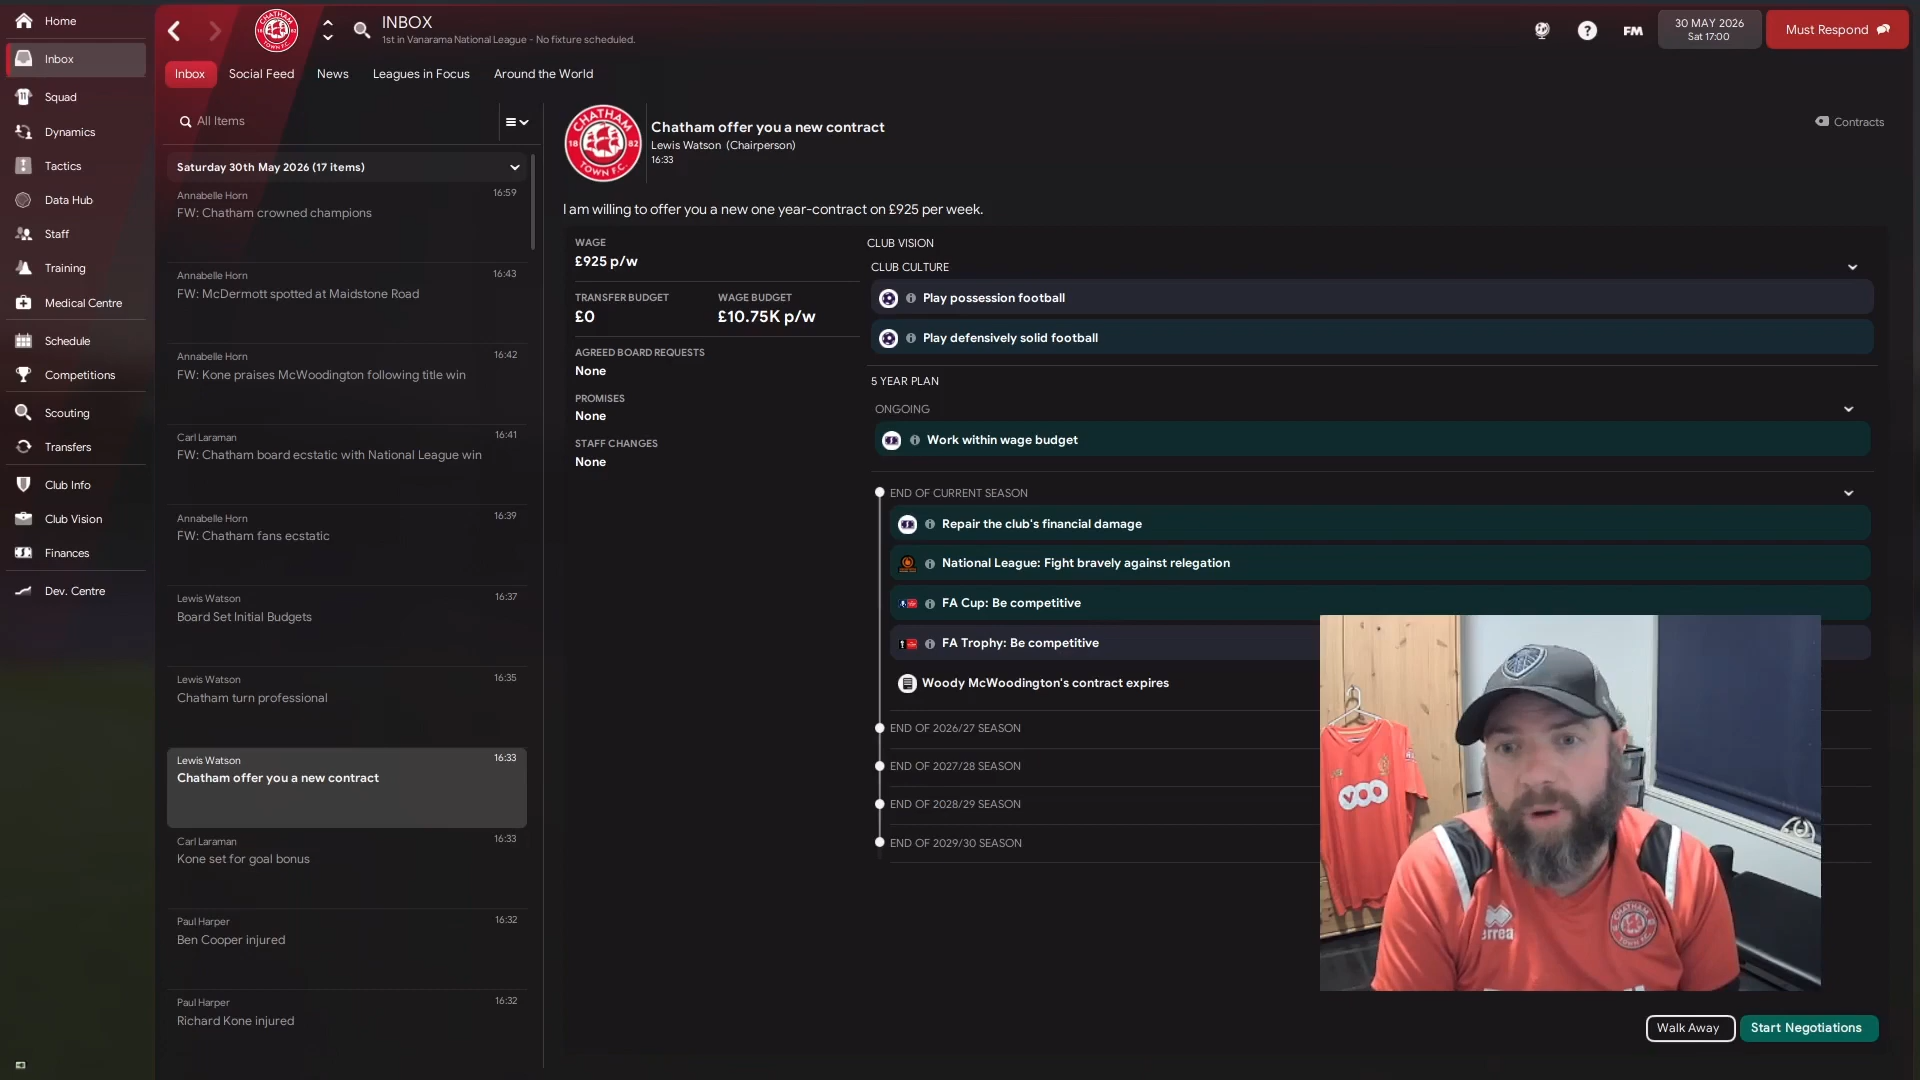 Home
Inbox
Squad
Dynamics
Tactics
Data Hub
Staff
Training
Medical Centre
Schedule
Competitions
Scouting
Transfers
Club Info
Club Vision
Finances
Dev. Centre
INBOX
1st in Vanarama National League - No fixture scheduled.
FM
30 MAY 2026
Sat 17:00
Must Respond
Inbox
Social Feed
News
Leagues in Focus
Around the World
All Items
Saturday 30th May 2026 (17 items)
Annabelle Horn
16:59
FW: Chatham crowned champions
Annabelle Horn
16:43
FW: McDermott spotted at Maidstone Road
Annabelle Horn
16:42
FW: Kone praises McWoodington following title win
Carl Laraman
16:41
FW: Chatham board ecstatic with National League win
Annabelle Horn
16:39
FW: Chatham fans ecstatic
Lewis Watson
16:37
Board Set Initial Budgets
Lewis Watson
16:35
Chatham turn professional
Lewis Watson
16:33
Chatham offer you a new contract
Carl Laraman
16:33
Kone set for goal bonus
Paul Harper
16:32
Ben Cooper injured
Paul Harper
16:32
Richard Kone injured
CHATHAM
18 82
TOWN F.C.
Chatham offer you a new contract
Lewis Watson (Chairperson)
16:33
Contracts
I am willing to offer you a new one year-contract on £925 per week.
WAGE
£925 p/w
TRANSFER BUDGET
£0
WAGE BUDGET
£10.75K p/w
AGREED BOARD REQUESTS
None
PROMISES
None
STAFF CHANGES
None
CLUB VISION
CLUB CULTURE
Play possession football
Play defensively solid football
5 YEAR PLAN
ONGOING
Work within wage budget
END OF CURRENT SEASON
Repair the club's financial damage
National League: Fight bravely against relegation
FA Cup: Be competitive
FA Trophy: Be competitive
Woody McWoodington's contract expires
END OF 2026/27 SEASON
END OF 2027/28 SEASON
END OF 2028/29 SEASON
END OF 2029/30 SEASON
VOO
errea
CHATHAM
Walk Away
Start Negotiations